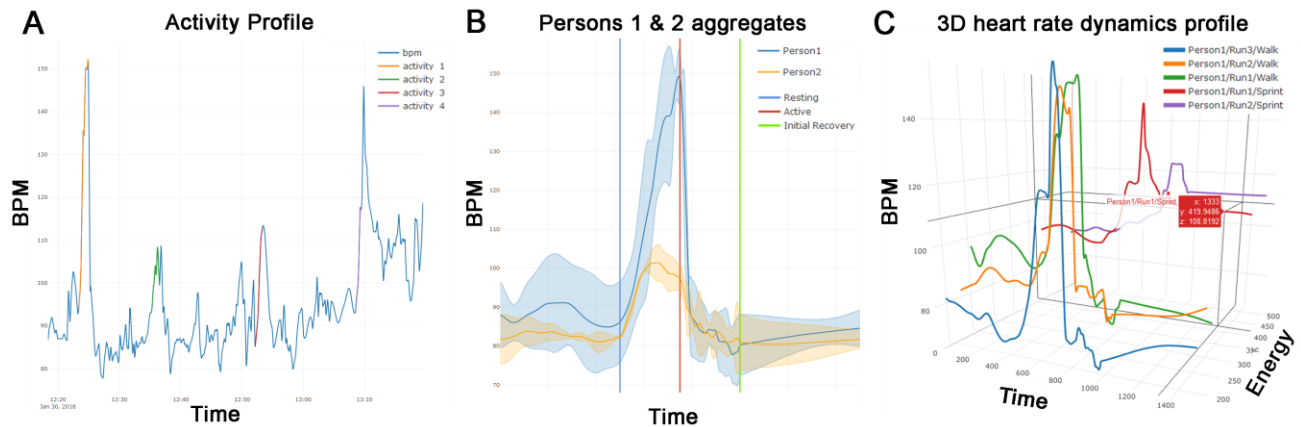 A
Activity Profile
bpm
activity 1
activity 2
activity 3
activity 4
BPM
150
140
130
120
110
100
90
80
12:20
Jan 30, 2018
12:30
12:40
12:50
13:00
13:10
Time
B
Persons 1 & 2 aggregates
Person1
Person2
Resting
Active
Initial Recovery
BPM
150
140
130
120
110
100
90
80
70
Time
C
3D heart rate dynamics profile
Person1/Run3/Walk
Person1/Run2/Walk
Person1/Run1/Walk
Person1/Run1/Sprint
Person1/Run2/Sprint
BPM
140
120
100
80
Person1/Run1/Sprint
x: 1333
y: 419.9486
z: 108.8192
0
200
400
600
800
1000
1200
1400
Time
500
450
300
250
200
Energy